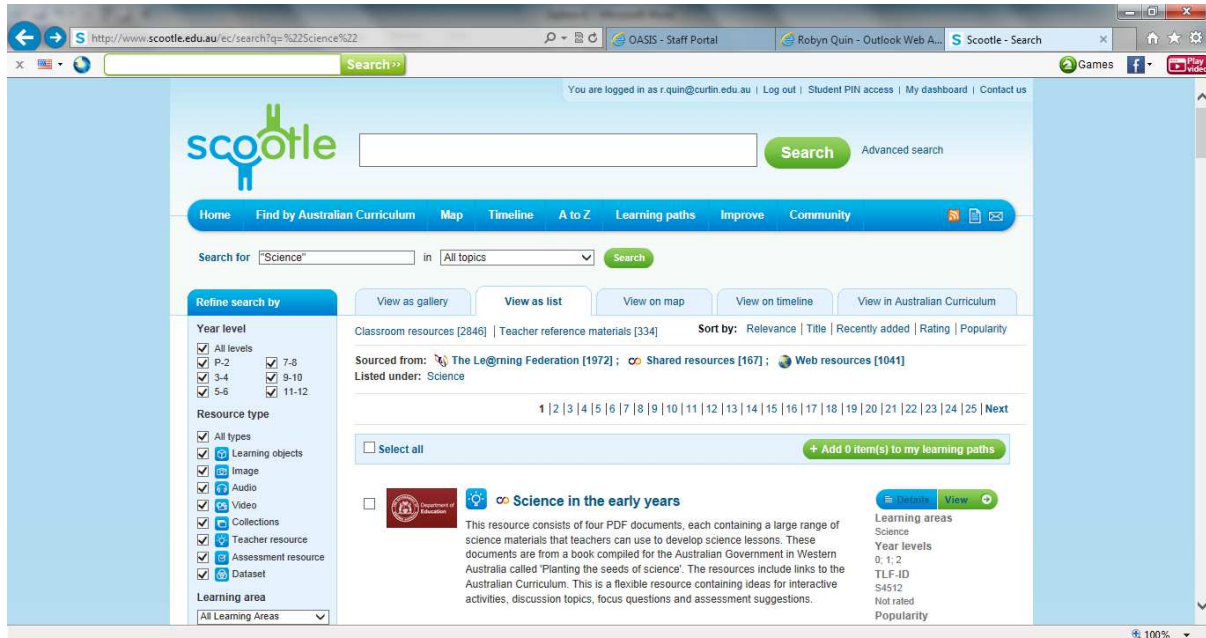 http://www.scootle.edu.au/ec/search?q=%22Science%22
OASIS - Staff Portal
Robyn Quin - Outlook Web A...
Scootle - Search
Search
Games
Play video
You are logged in as r.quin@curtin.edu.au | Log out | Student PIN access | My dashboard | Contact us
scootle
Search
Advanced search
Home Find by Australian Curriculum Map Timeline A to Z Learning paths Improve Community
Search for "Science" in All topics Search
Refine search by
Year level
All levels
P-2 7-8
3-4 9-10
5-6 11-12
Resource type
All types
Learning objects
Image
Audio
Video
Collections
Teacher resource
Assessment resource
Dataset
Learning area
All Learning Areas
View as gallery View as list View on map View on timeline View in Australian Curriculum
Classroom resources [2846] | Teacher reference materials [334] Sort by: Relevance | Title | Recently added | Rating | Popularity
Sourced from: The Le@rning Federation [1972] ; Shared resources [167] ; Web resources [1041]
Listed under: Science
1 | 2 | 3 | 4 | 5 | 6 | 7 | 8 | 9 | 10 | 11 | 12 | 13 | 14 | 15 | 16 | 17 | 18 | 19 | 20 | 21 | 22 | 23 | 24 | 25 | Next
Select all
+ Add 0 item(s) to my learning paths
Department of Education
Science in the early years
This resource consists of four PDF documents, each containing a large range of
science materials that teachers can use to develop science lessons. These
documents are from a book compiled for the Australian Government in Western
Australia called 'Planting the seeds of science'. The resources include links to the
Australian Curriculum. This is a flexible resource containing ideas for interactive
activities, discussion topics, focus questions and assessment suggestions.
Details View
Learning areas
Science
Year levels
0; 1; 2
TLF-ID
S4512
Not rated
Popularity
100%